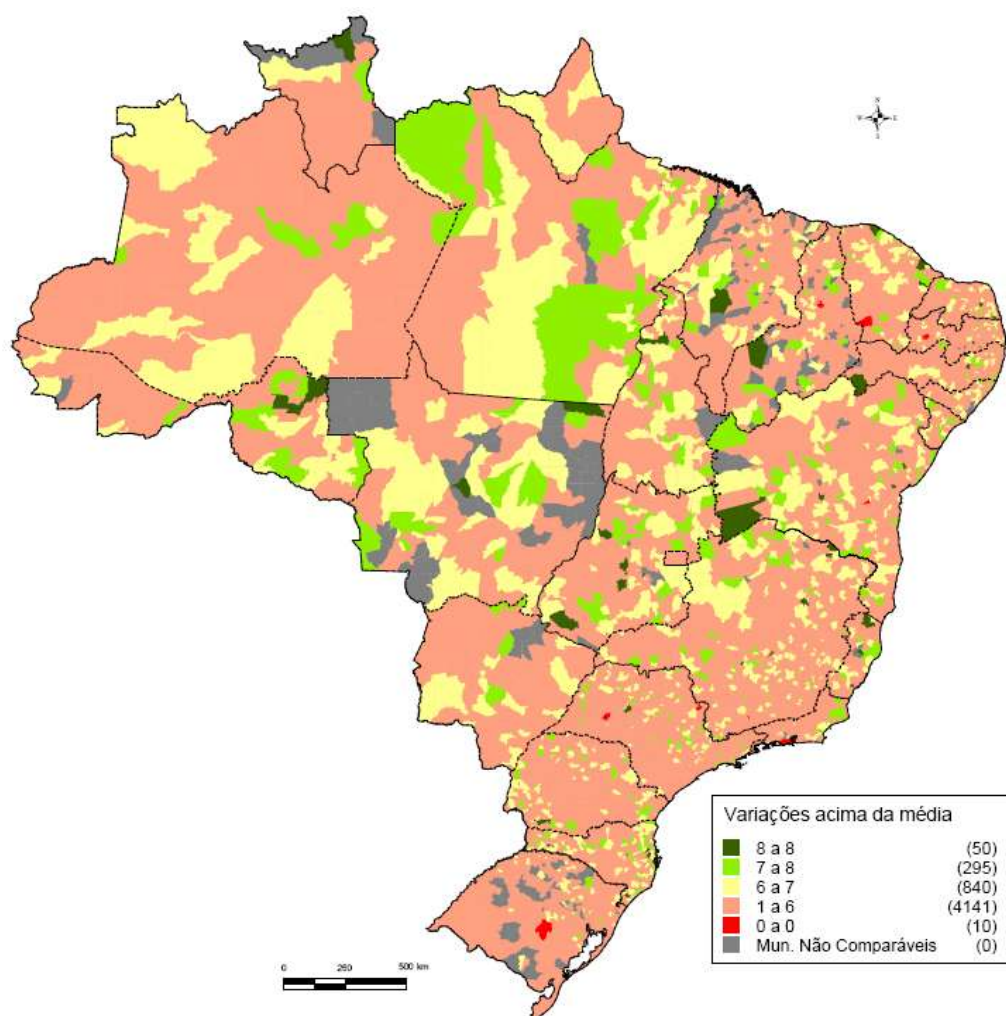 N
W E
S
Variações acima da média
8 a 8 (50)
7 a 8 (295)
6 a 7 (840)
1 a 6 (4141)
0 a 0 (10)
Mun. Não Comparáveis (0)
0 250 500 km